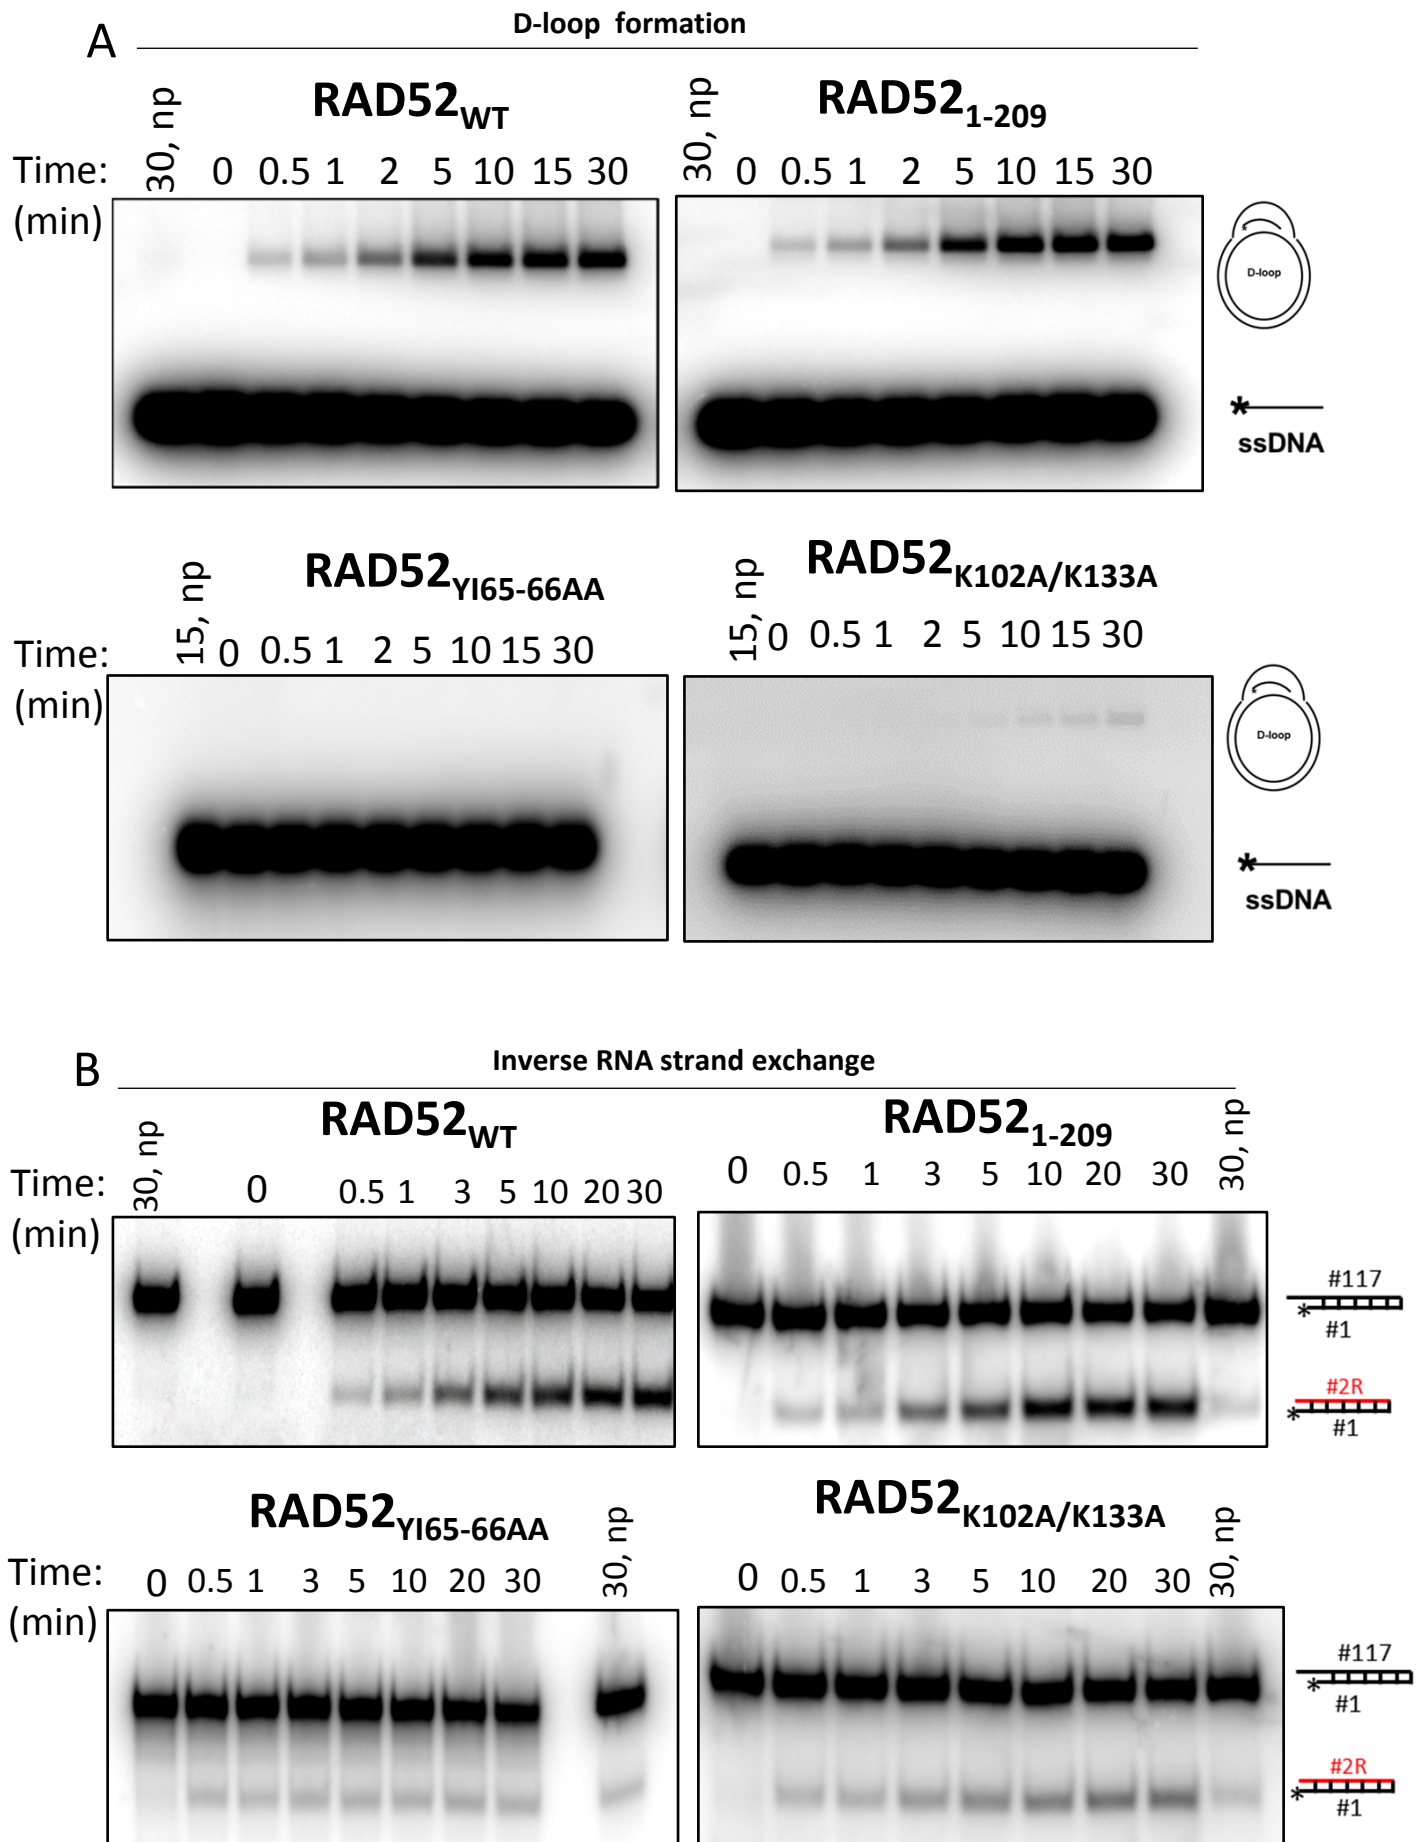 A
D-loop formation
RAD52WT
RAD521-209
Time:
(min)
30, np 0 0.5 1 2 5 10 15 30
30, np 0 0.5 1 2 5 10 15 30
D-loop
*
ssDNA
RAD52YI65-66AA
RAD52K102A/K133A
Time:
(min)
15, np 0 0.5 1 2 5 10 15 30
15, np 0 0.5 1 2 5 10 15 30
D-loop
*
ssDNA
B
Inverse RNA strand exchange
RAD52WT
RAD521-209
Time:
(min)
30, np 0 0.5 1 3 5 10 20 30
0 0.5 1 3 5 10 20 30 30, np
#117
*
#1
#2R
*
#1
RAD52YI65-66AA
RAD52K102A/K133A
Time:
(min)
0 0.5 1 3 5 10 20 30 30, np
0 0.5 1 3 5 10 20 30 30, np
#117
*
#1
#2R
*
#1